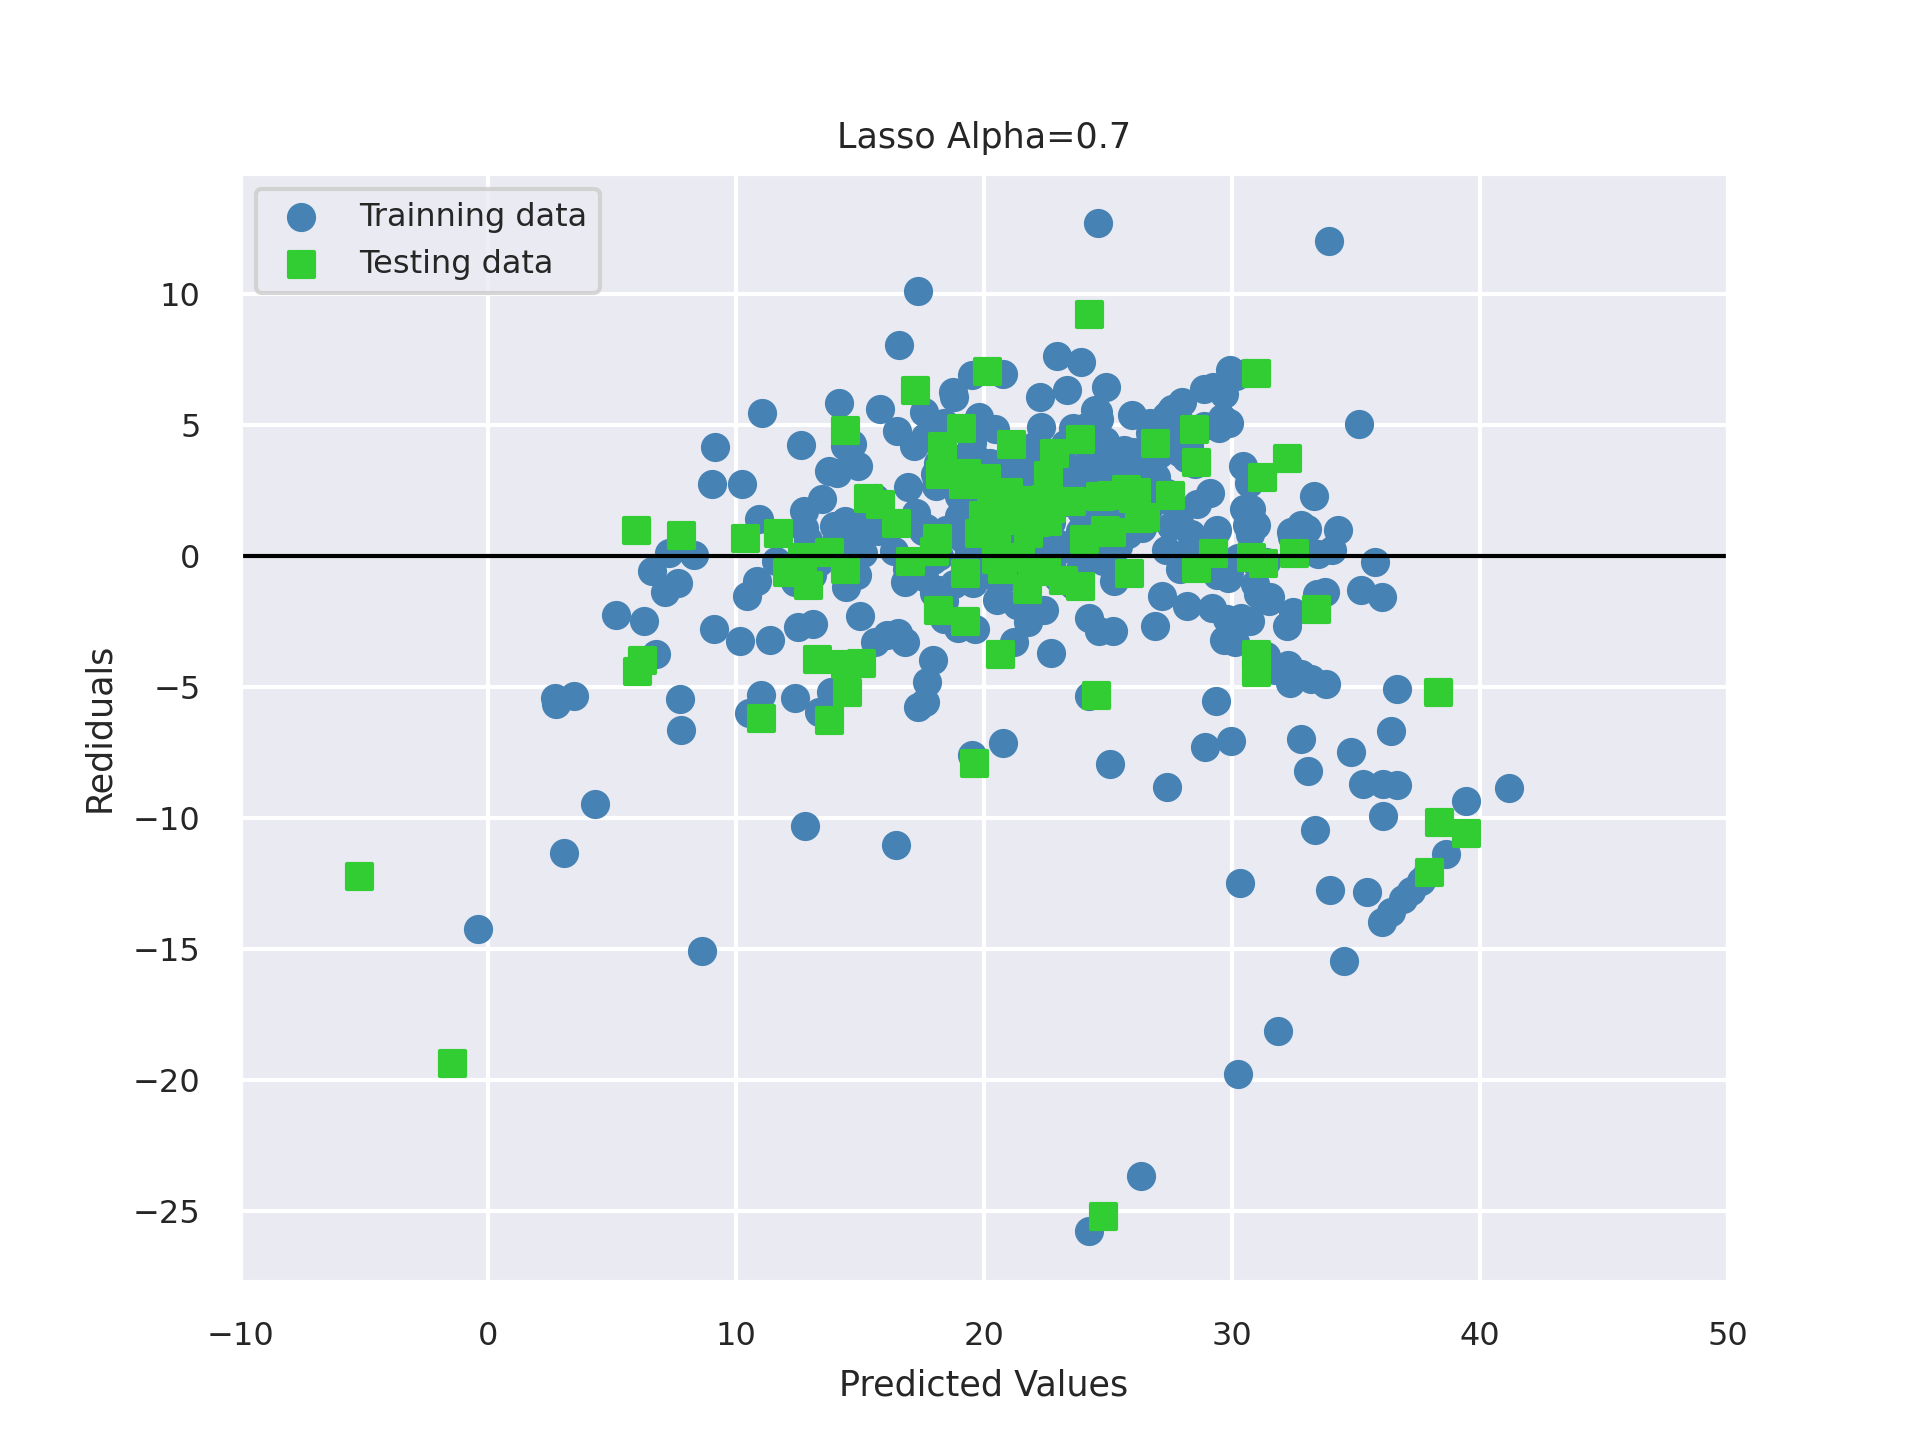 Lasso Alpha=0.7
Trainning data
Testing data
10
5
0
−5
−10
−15
−20
−25
Rediduals
−10 0 10 20 30 40 50
Predicted Values